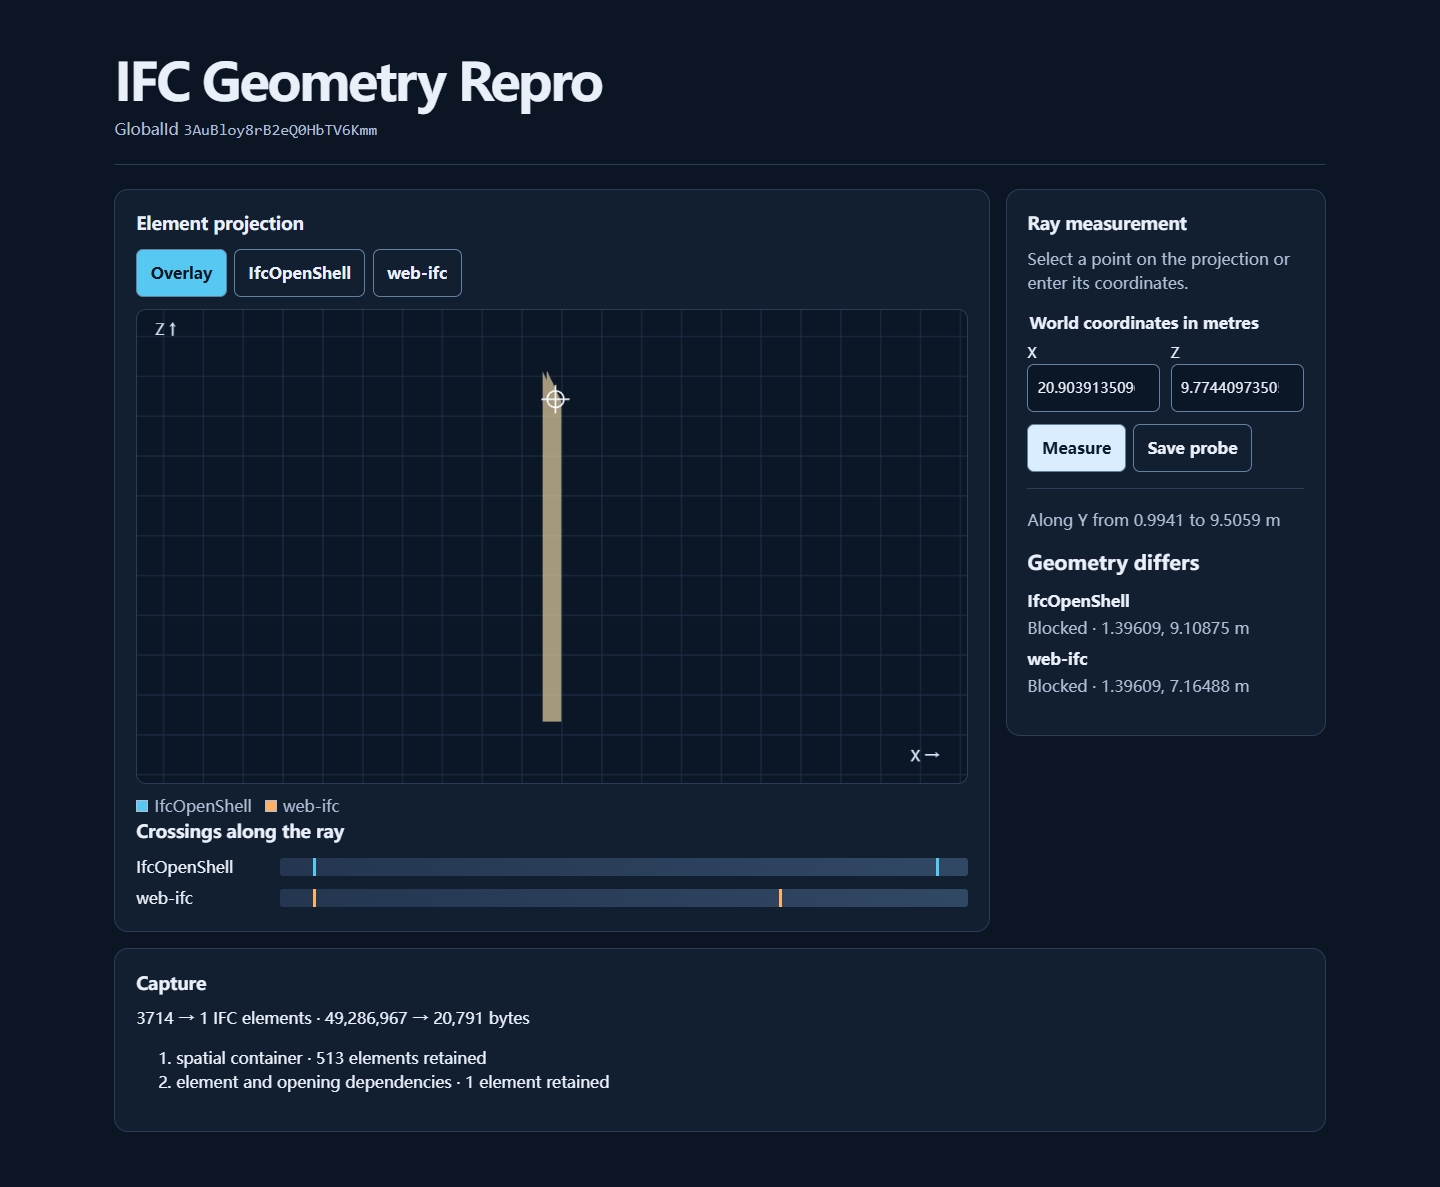 IFC Geometry Repro
GlobalId 3AuBloy8rB2eQ0HbTV6Kmm
Element projection
Overlay IfcOpenShell web-ifc
Z ↑
X →
IfcOpenShell web-ifc
Crossings along the ray
IfcOpenShell
web-ifc
Ray measurement
Select a point on the projection or
enter its coordinates.
World coordinates in metres
X Z
20.903913509 9.7744097350
Measure Save probe
Along Y from 0.9941 to 9.5059 m
Geometry differs
IfcOpenShell
Blocked · 1.39609, 9.10875 m
web-ifc
Blocked · 1.39609, 7.16488 m
Capture
3714 → 1 IFC elements · 49,286,967 → 20,791 bytes
1. spatial container · 513 elements retained
2. element and opening dependencies · 1 element retained